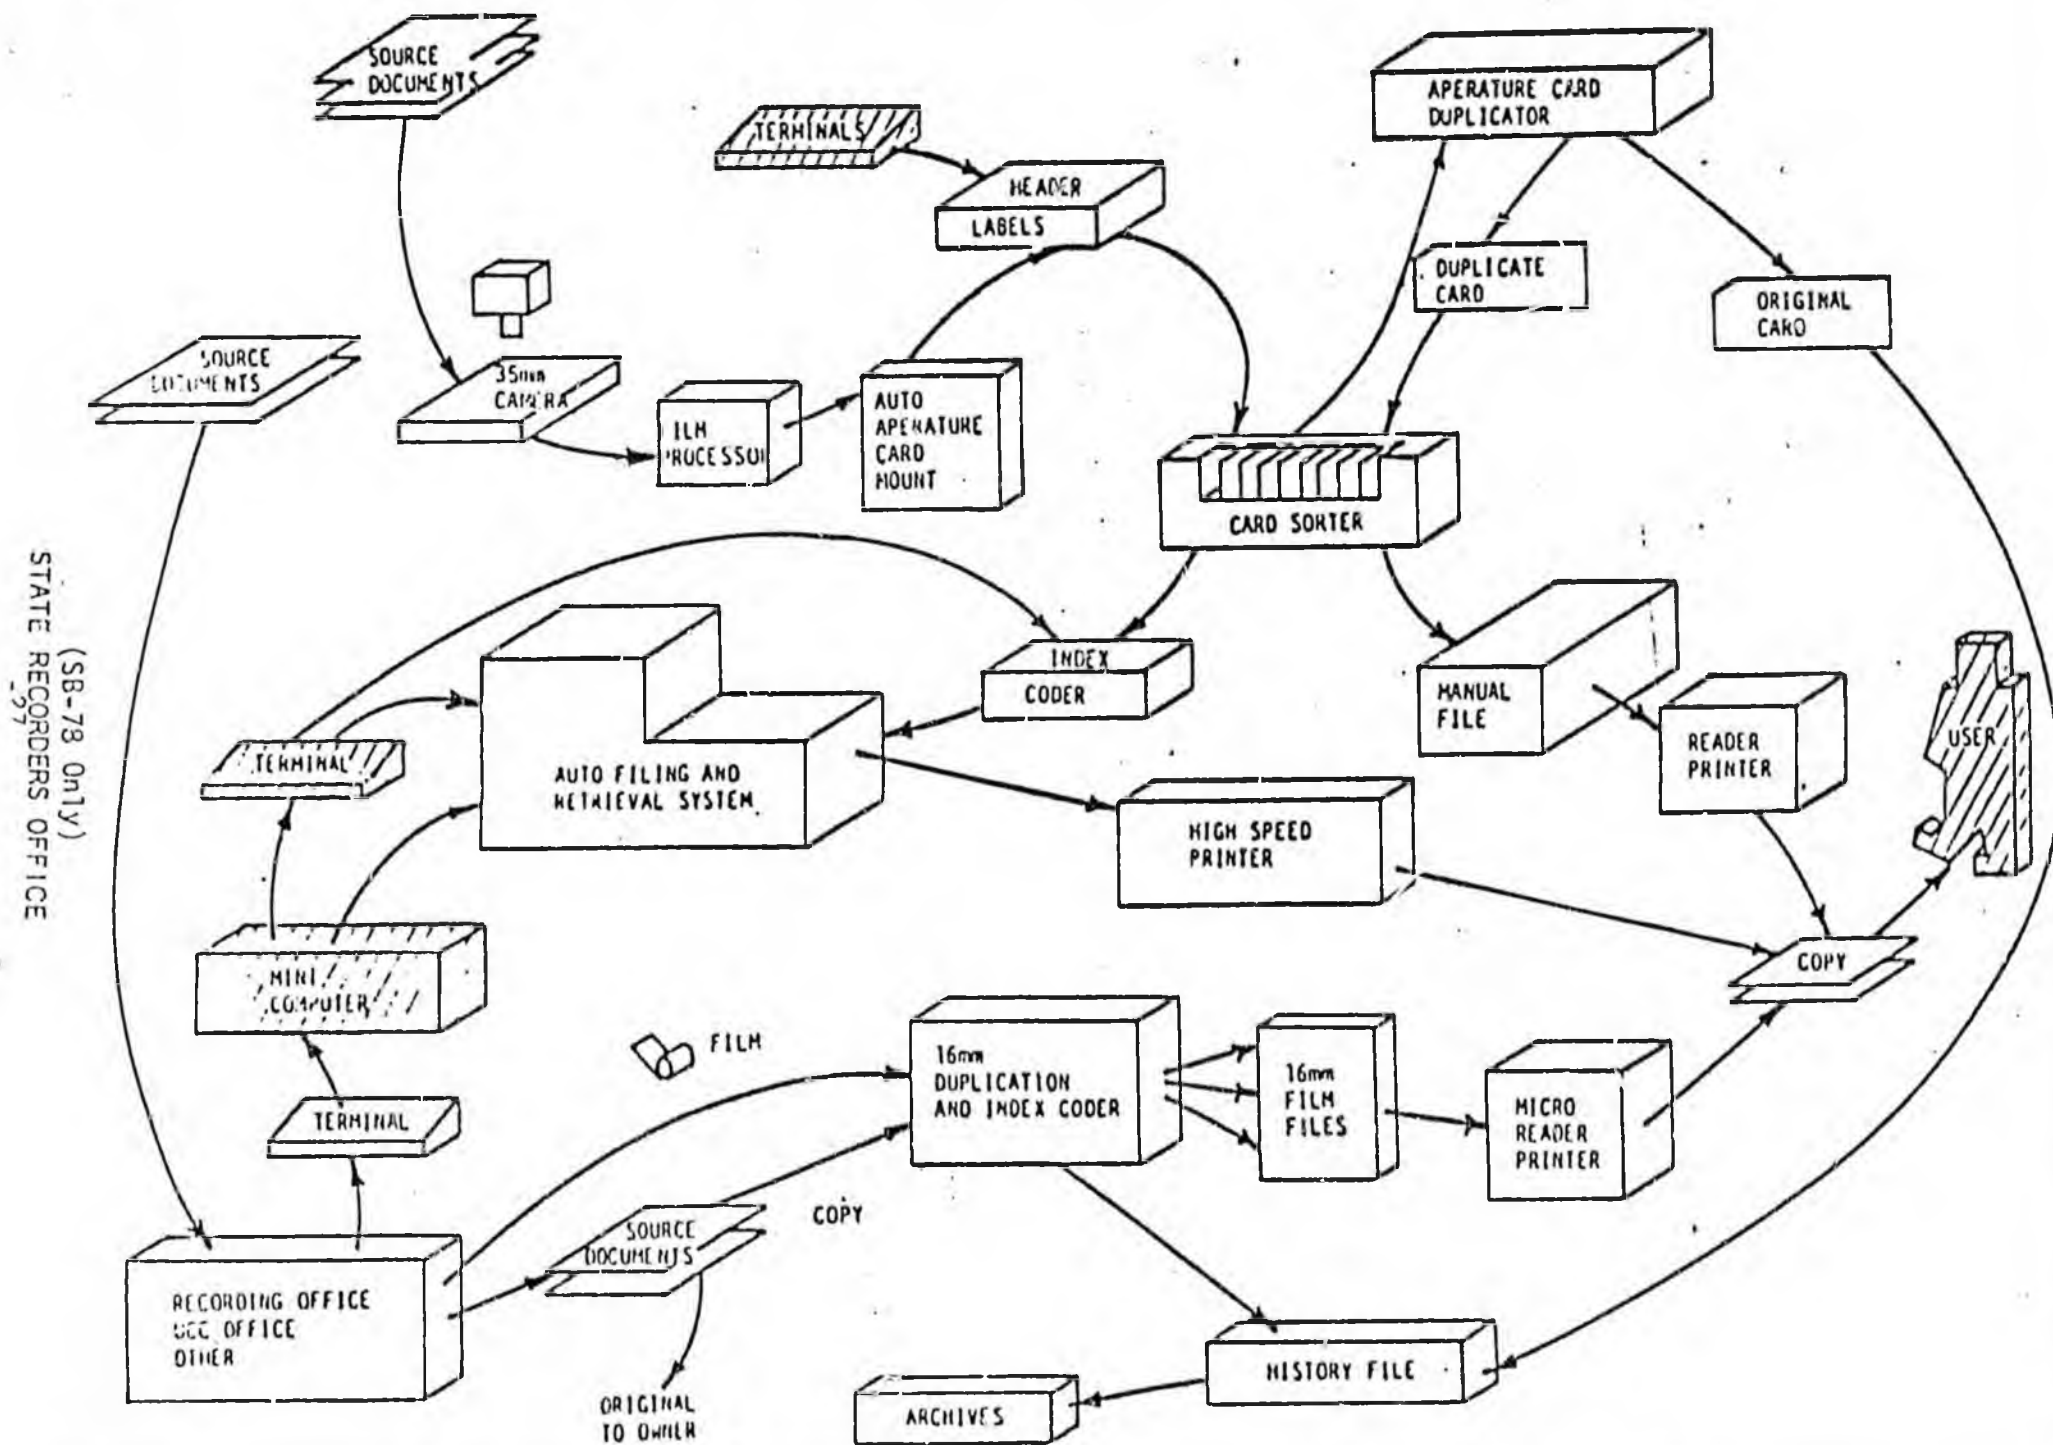 SOURCE
DOCUMENTS
APERATURE CARD
DUPLICATOR
TERMINALS
HEADER
LABELS
DUPLICATE
CARD
ORIGINAL
CARD
SOURCE
DOCUMENTS
35mm
CAMERA
ILM
PROCESSOR
AUTO
APERATURE
CARD
MOUNT
CARD SORTER
INDEX
CODER
MANUAL
FILE
READER
PRINTER
USER
TERMINAL
AUTO FILING AND
RETRIEVAL SYSTEM
HIGH SPEED
PRINTER
COPY
MINI
COMPUTER
FILM
16mm
DUPLICATION
AND INDEX CODER
16mm
FILM
FILES
MICRO
READER
PRINTER
TERMINAL
SOURCE
DOCUMENTS
COPY
RECORDING OFFICE
UCC OFFICE
OTHER
ORIGINAL
TO OWNER
HISTORY FILE
ARCHIVES
(SB-78 Only)
STATE RECORDERS OFFICE
-27